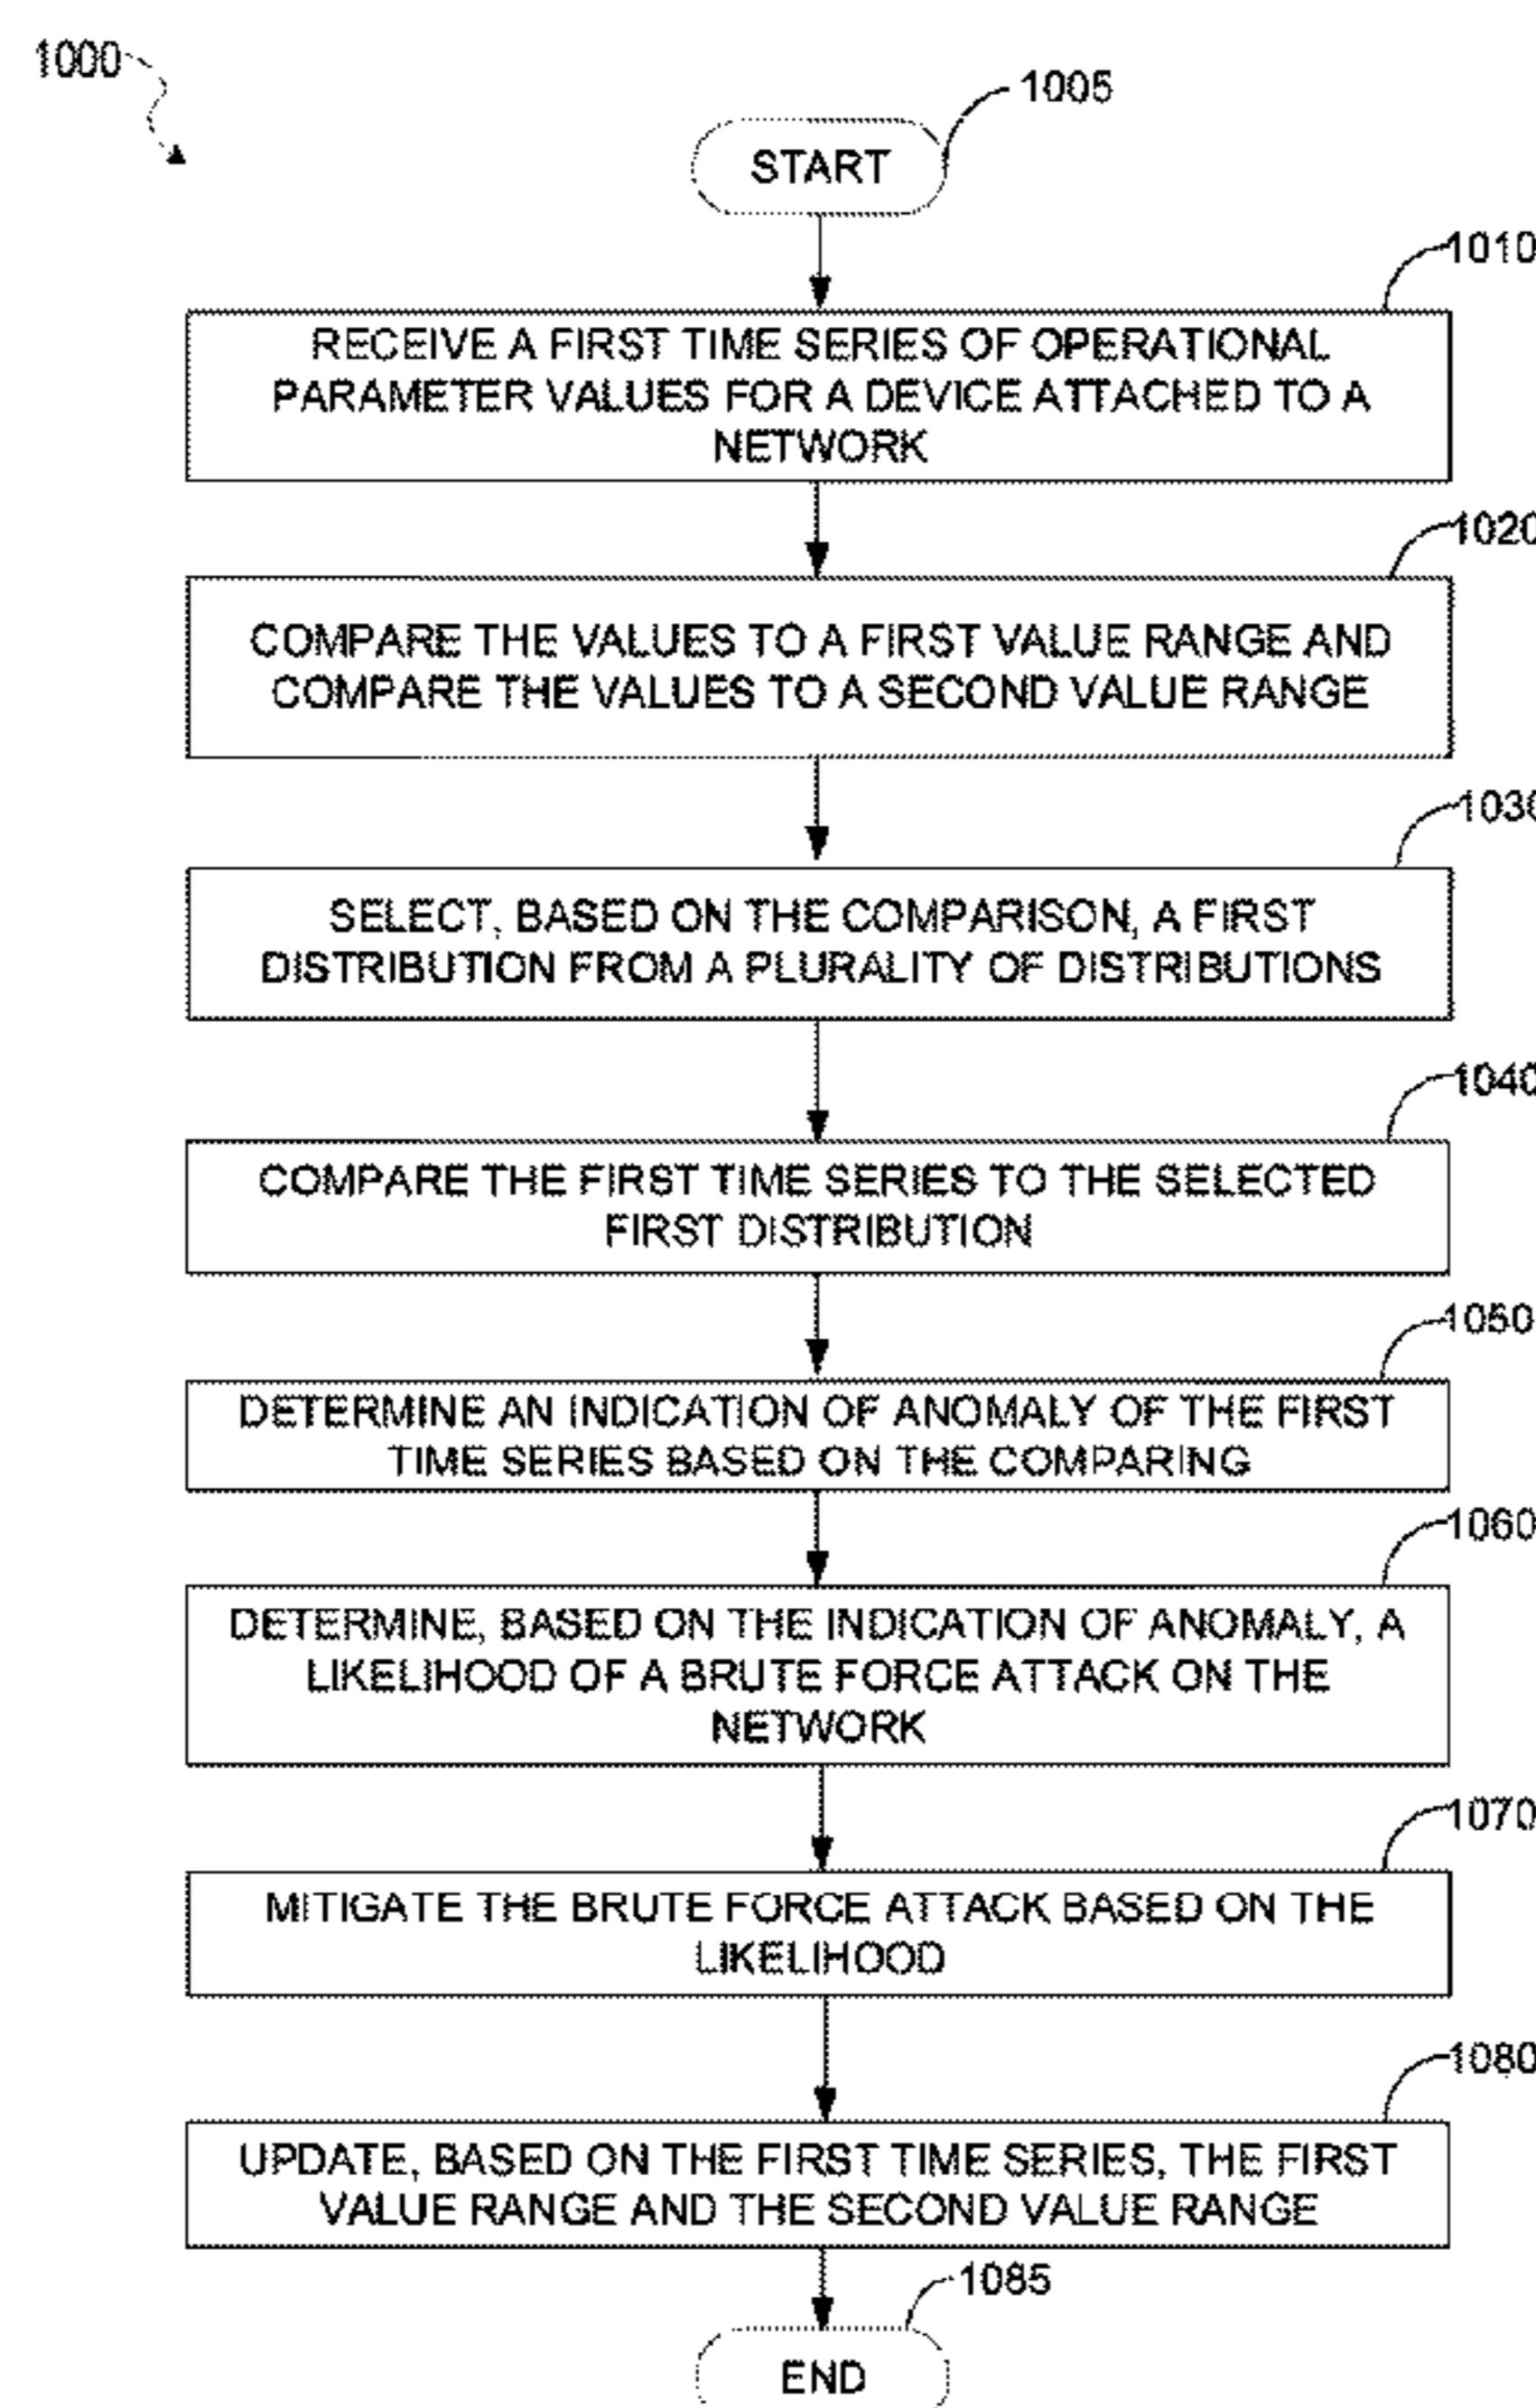 1000
1005
START
1010
RECEIVE A FIRST TIME SERIES OF OPERATIONAL
PARAMETER VALUES FOR A DEVICE ATTACHED TO A
NETWORK
1020
COMPARE THE VALUES TO A FIRST VALUE RANGE AND
COMPARE THE VALUES TO A SECOND VALUE RANGE
1030
SELECT, BASED ON THE COMPARISON, A FIRST
DISTRIBUTION FROM A PLURALITY OF DISTRIBUTIONS
1040
COMPARE THE FIRST TIME SERIES TO THE SELECTED
FIRST DISTRIBUTION
1050
DETERMINE AN INDICATION OF ANOMALY OF THE FIRST
TIME SERIES BASED ON THE COMPARING
1060
DETERMINE, BASED ON THE INDICATION OF ANOMALY, A
LIKELIHOOD OF A BRUTE FORCE ATTACK ON THE
NETWORK
1070
MITIGATE THE BRUTE FORCE ATTACK BASED ON THE
LIKELIHOOD
1080
UPDATE, BASED ON THE FIRST TIME SERIES, THE FIRST
VALUE RANGE AND THE SECOND VALUE RANGE
1085
END